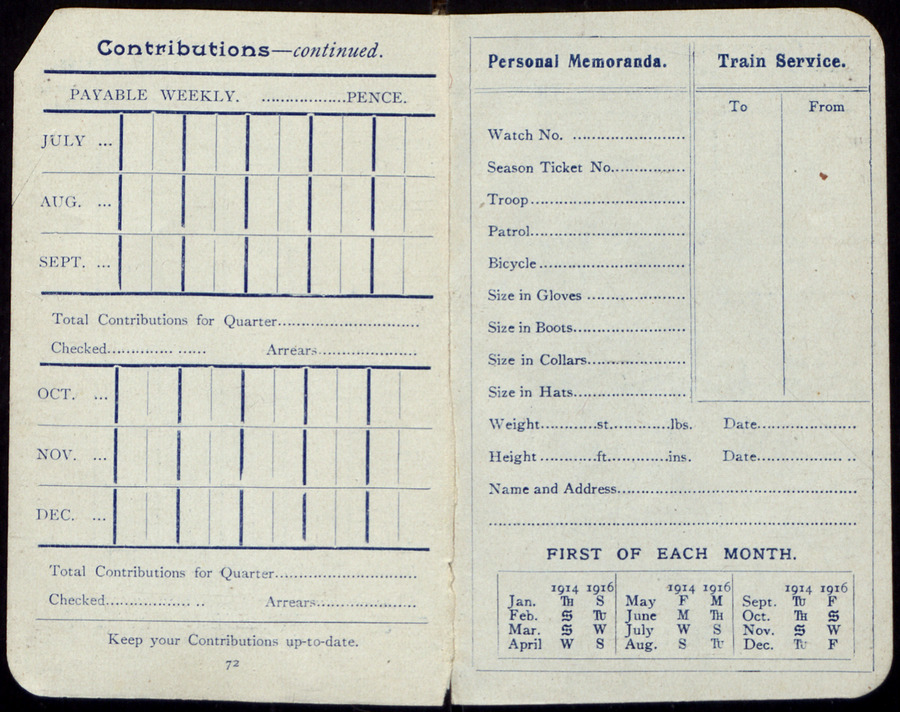 Contributions—continued.
PAYABLE WEEKLY. ..................PENCE.
JULY ...
AUG. ...
SEPT. ...
Total Contributions for Quarter...................................
Checked.............. ...... Arrears.........................
OCT. ...
NOV. ...
DEC. ...
Total Contributions for Quarter...................................
Checked................. .. Arrears.........................
Keep your Contributions up-to-date.
72
Personal Memoranda.
Watch No. ............................
Season Ticket No..................
Troop.......................................
Patrol.......................................
Bicycle.....................................
Size in Gloves .........................
Size in Boots............................
Size in Collars.........................
Size in Hats............................
Train Service.
To From
Weight.............st..............lbs. Date.........................
Height .............ft..............ins. Date..................... ..
Name and Address............................................................
............................................................................................
FIRST OF EACH MONTH.
1914 1916 1914 1916 1914 1916
Jan. TH S May F M Sept. TU F
Feb. S TU June M TH Oct. TH S
Mar. S W July W S Nov. S W
April W S Aug. S TU Dec. TU F